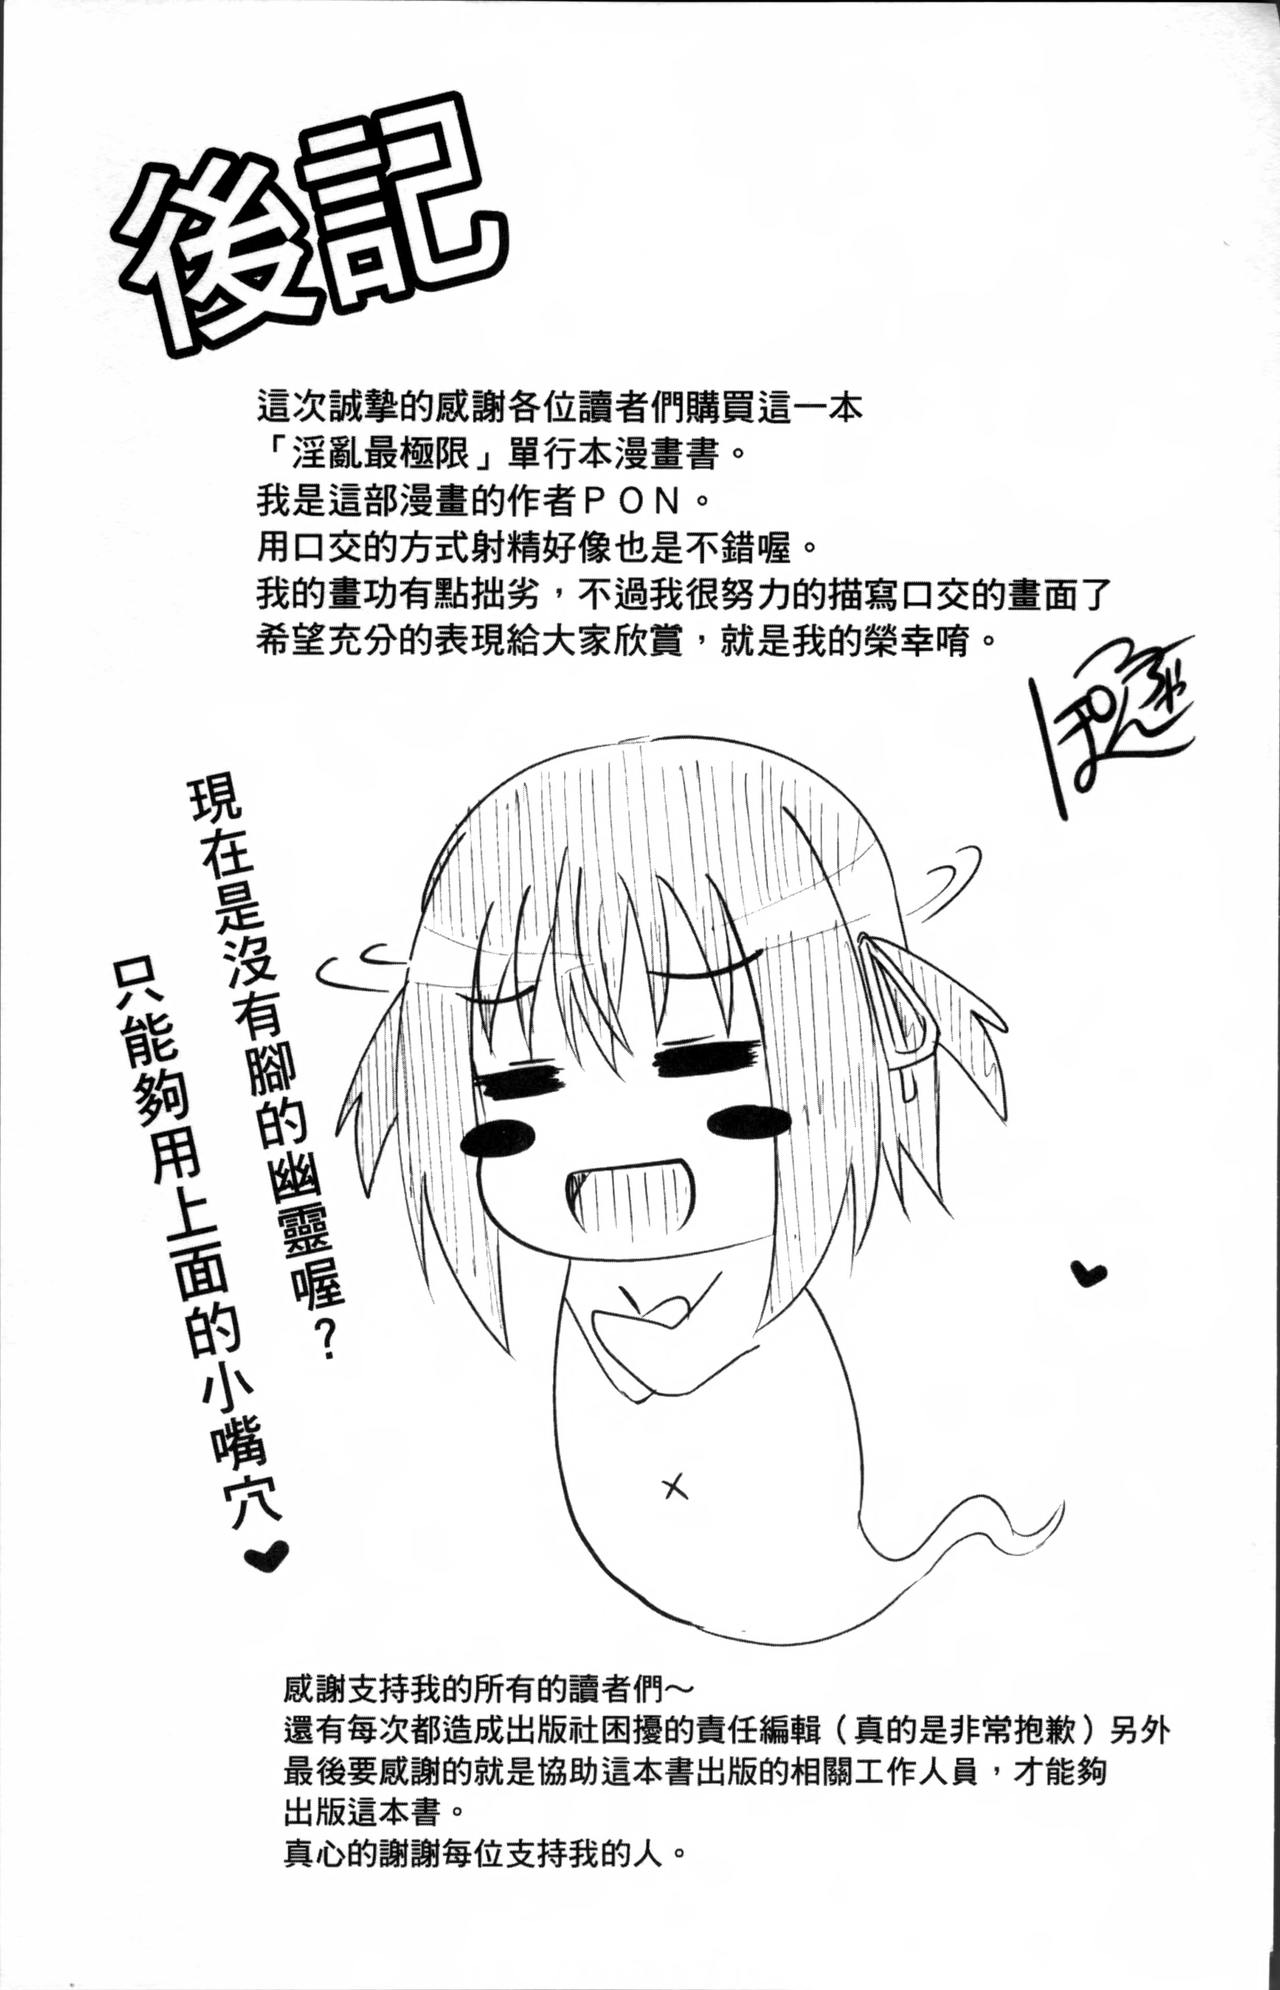 後記
這次誠摯的感謝各位讀者們購買這一本
「淫亂最極限」單行本漫畫書。
我是這部漫畫的作者PON。
用口交的方式射精好像也是不錯喔。
我的畫功有點拙劣，不過我很努力的描寫口交的畫面了
希望充分的表現給大家欣賞，就是我的榮幸唷。
現在是沒有腳的幽靈喔？
只能夠用上面的小嘴穴♥
感謝支持我的所有的讀者們～
還有每次都造成出版社困擾的責任編輯（真的是非常抱歉）另外
最後要感謝的就是協助這本書出版的相關工作人員，才能夠
出版這本書。
真心的謝謝每位支持我的人。